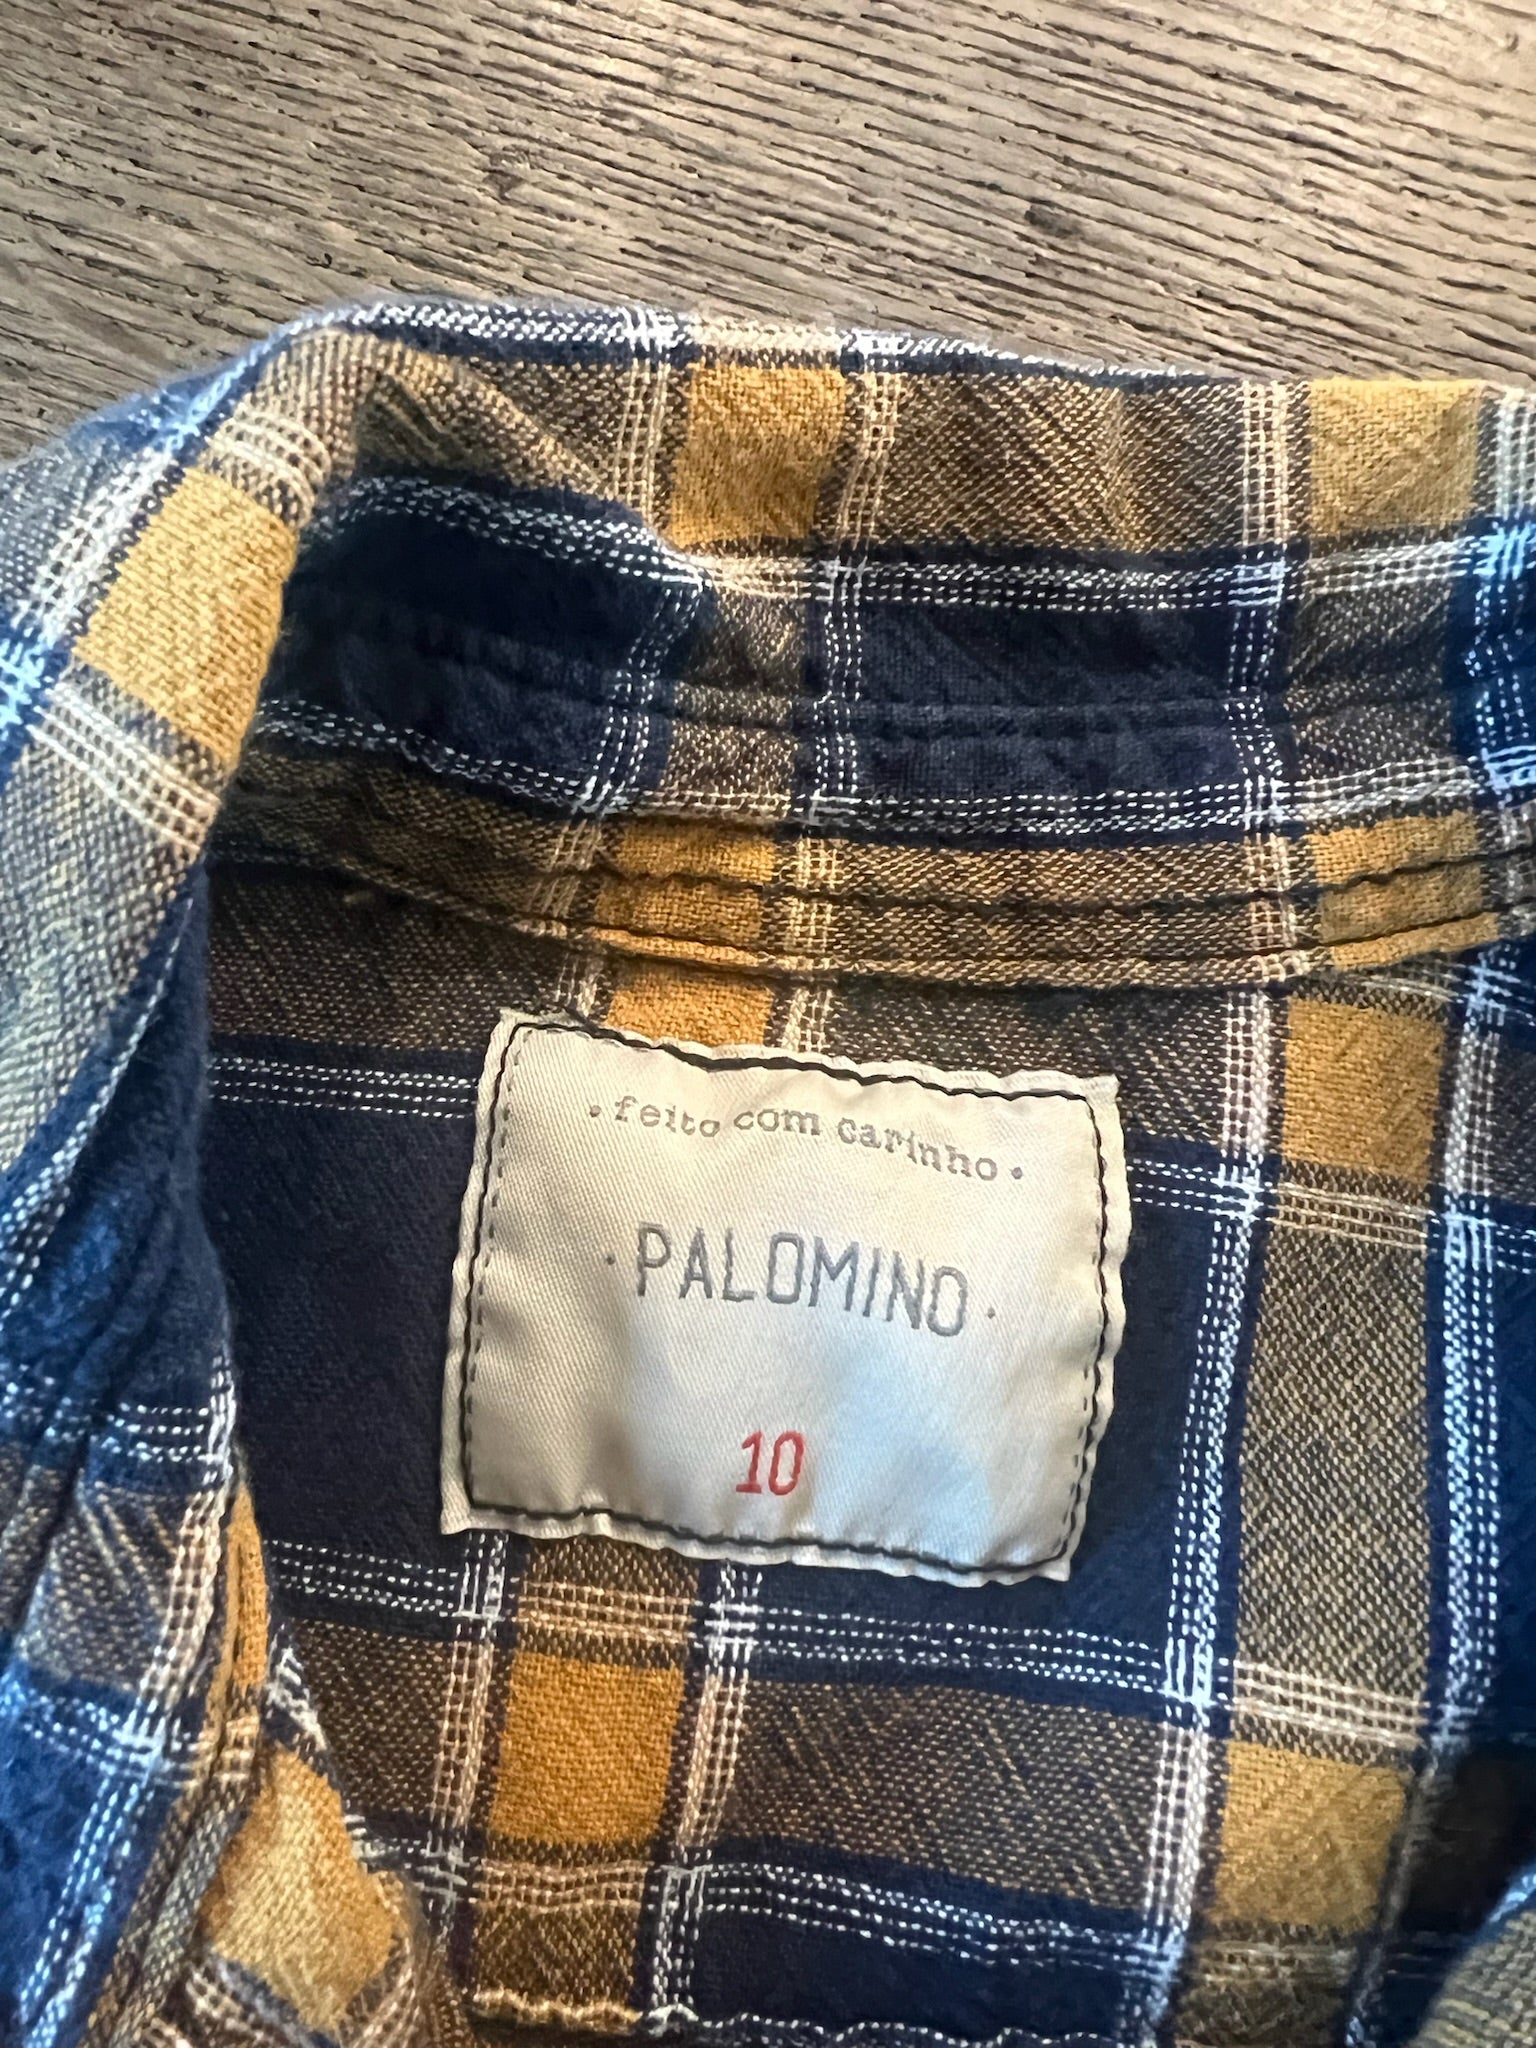 • feito com carinho •
· PALOMINO ·
10